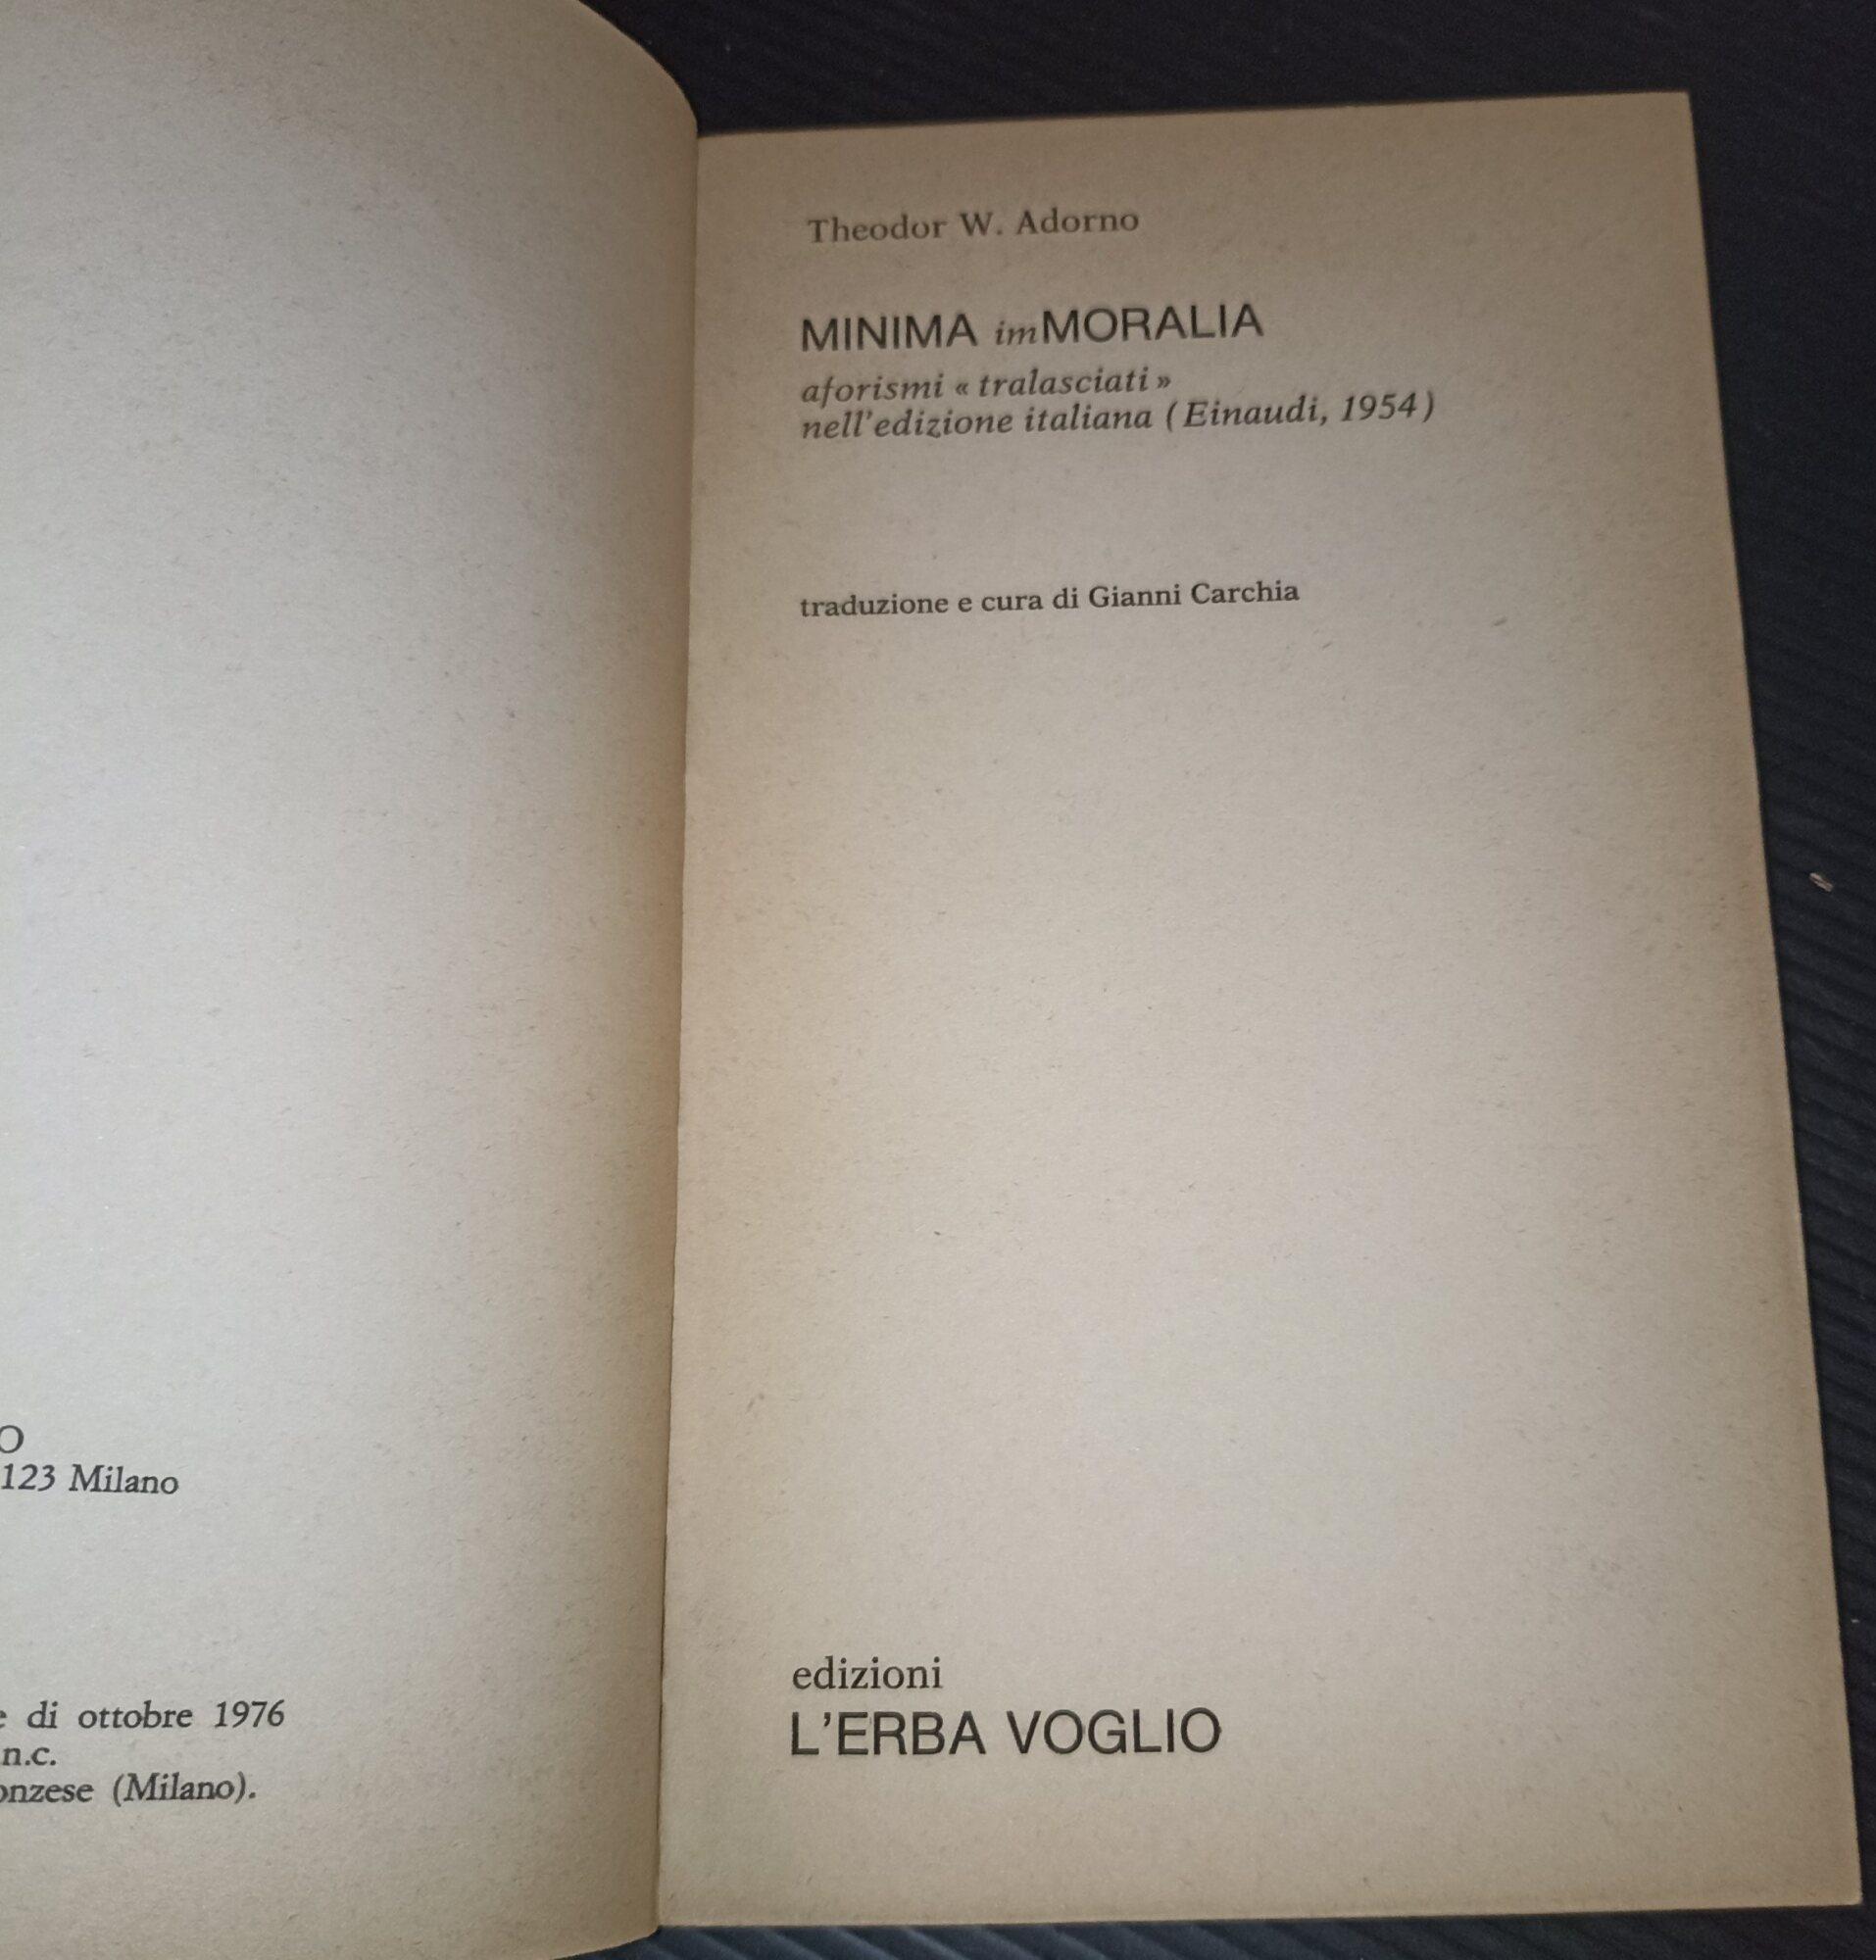 O
123 Milano
di ottobre 1976
n.c.
(Milano).
Theodor W. Adorno
MINIMA imMORALIA
aforismi « tralasciati »
nell'edizione italiana (Einaudi, 1954)
traduzione e cura di Gianni Carchia
edizioni
L'ERBA VOGLIO